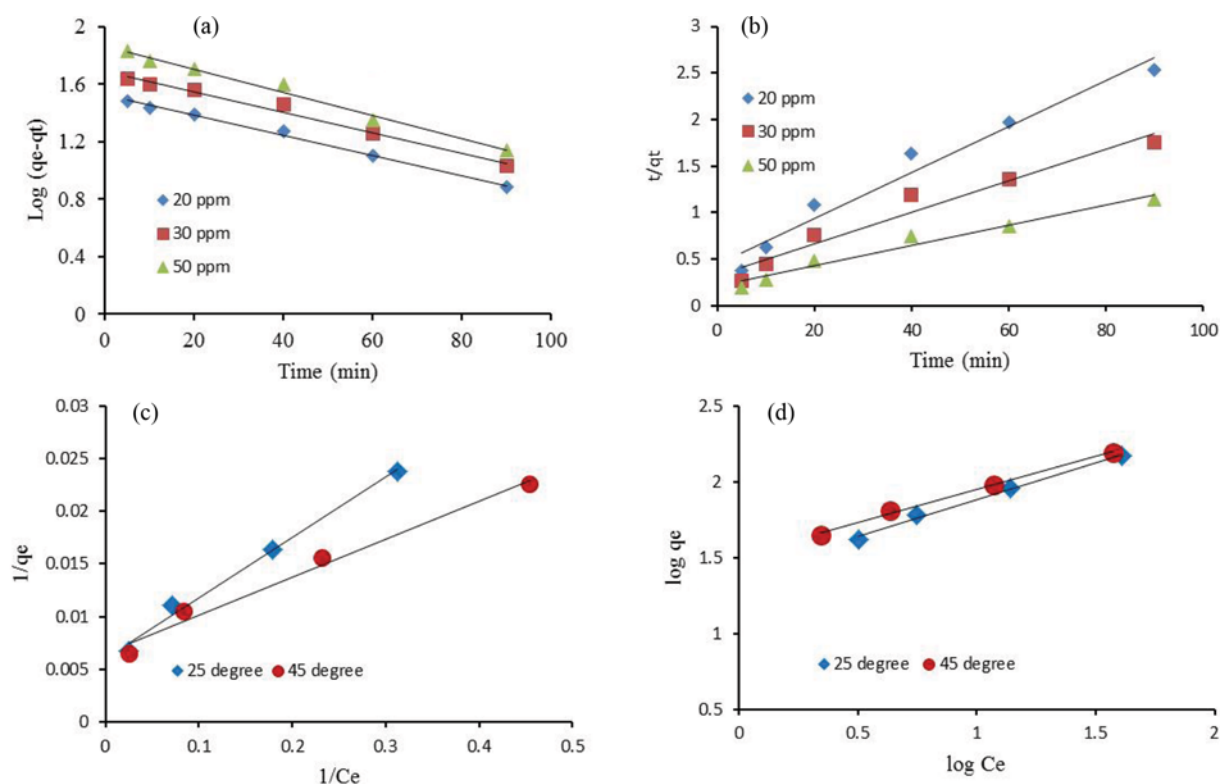 (a)
Log (qe-qt)
2
1.6
1.2
0.8
0.4
0
0
20
40
60
80
100
20 ppm
30 ppm
50 ppm
Time (min)
(b)
t/qt
3
2.5
2
1.5
1
0.5
0
0
20
40
60
80
100
20 ppm
30 ppm
50 ppm
Time (min)
(c)
1/qe
0.03
0.025
0.02
0.015
0.01
0.005
0
0
0.1
0.2
0.3
0.4
0.5
25 degree
45 degree
1/Ce
(d)
log qe
2.5
2
1.5
1
0.5
0
0.5
1
1.5
2
25 degree
45 degree
log Ce